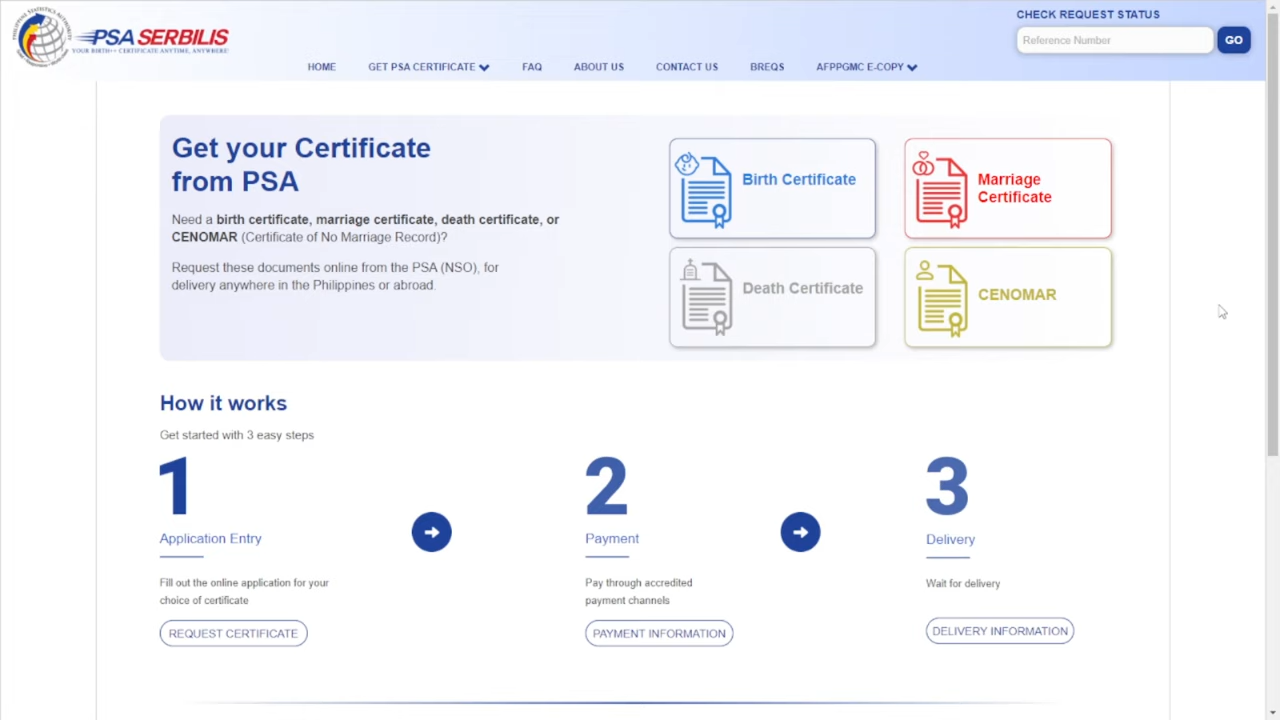 PSA SERBILIS
CHECK REQUEST STATUS
Reference Number
GO
HOME
GET PSA CERTIFICATE
FAQ
ABOUT US
CONTACT US
BREQS
AFPPGMC E-COPY
Get your Certificate
from PSA
Need a birth certificate, marriage certificate, death certificate, or
CENOMAR (Certificate of No Marriage Record)?
Request these documents online from the PSA (NSO), for
delivery anywhere in the Philippines or abroad.
Birth Certificate
Marriage
Certificate
Death Certificate
CENOMAR
How it works
Get started with 3 easy steps
1
Application Entry
Fill out the online application for your
choice of certificate
REQUEST CERTIFICATE
2
Payment
Pay through accredited
payment channels
PAYMENT INFORMATION
3
Delivery
Wait for delivery
DELIVERY INFORMATION